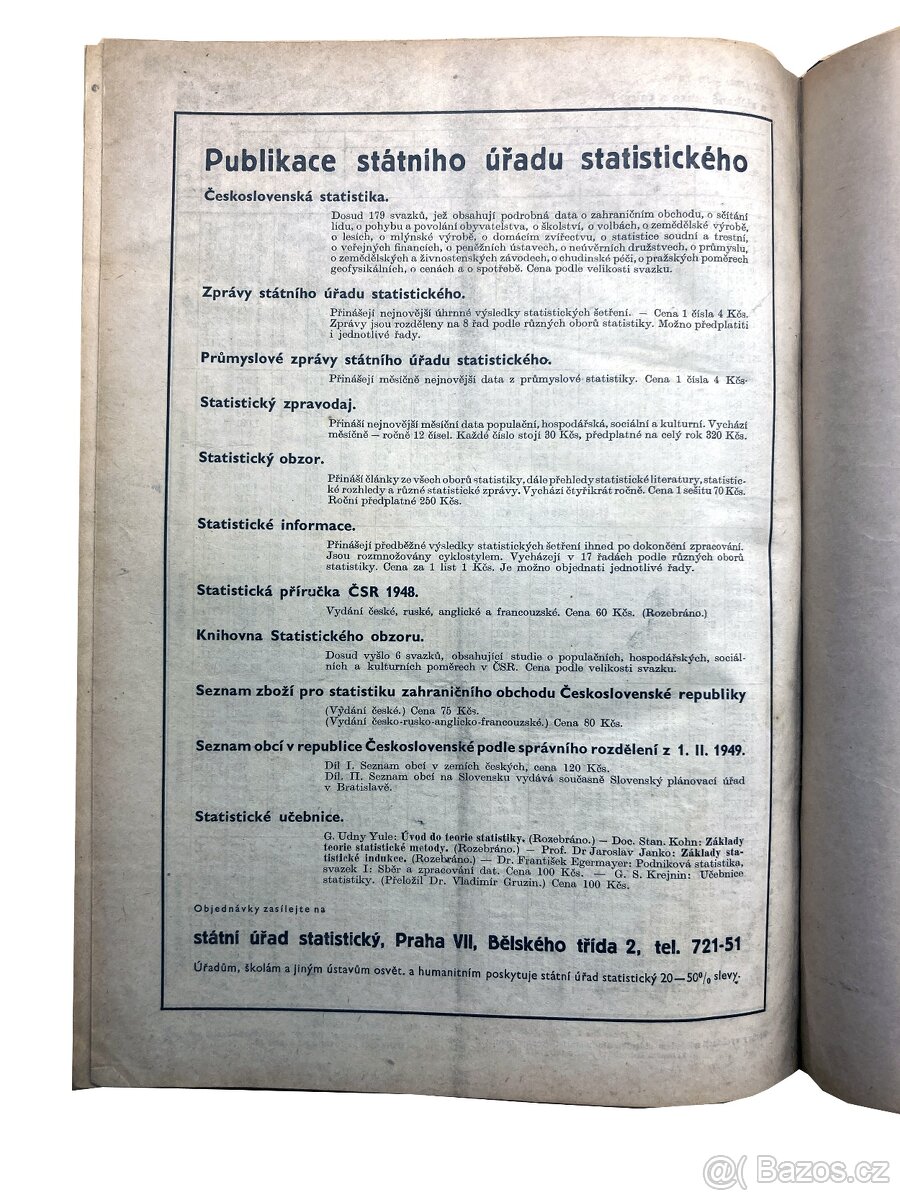 Publikace státního úřadu statistického
Československá statistika.
Dosud 179 svazků, jež obsahují podrobná data o zahraničním obchodu, o sčítání
lidu, o pohybu a povolání obyvatelstva, o školství, o volbách, o zemědělské výrobě,
o lesích, o mlýnské výrobě, o domácím zvířectvu, o statistice soudní a trestní,
o veřejných financích, o peněžních ústavech, o neúvěrních družstvech, o průmyslu,
o zemědělských a živnostenských závodech, o chudinské péči, o pražských poměrech
geofysikálních, o cenách a o spotřebě. Cena podle velikosti svazku.
Zprávy státního úřadu statistického.
Přinášejí nejnovější úhrnné výsledky statistických šetření. — Cena 1 čísla 4 Kčs.
Zprávy jsou rozděleny na 8 řad podle různých oborů statistiky. Možno předplatiti
i jednotlivé řady.
Průmyslové zprávy státního úřadu statistického.
Přinášejí měsíčně nejnovější data z průmyslové statistiky. Cena 1 čísla 4 Kčs.
Statistický zpravodaj.
Přináší nejnovější měsíční data populační, hospodářská, sociální a kulturní. Vychází
měsíčně — ročně 12 čísel. Každé číslo stojí 30 Kčs, předplatné na celý rok 320 Kčs.
Statistický obzor.
Přináší články ze všech oborů statistiky, dále přehledy statistické literatury, statistic-
ké rozhledy a různé statistické zprávy. Vychází čtyřikrát ročně. Cena 1 sešitu 70 Kčs.
Roční předplatné 250 Kčs.
Statistické informace.
Přinášejí předběžné výsledky statistických šetření ihned po dokončení zpracování.
Jsou rozmnožovány cyklostylem. Vycházejí v 17 řadách podle různých oborů
statistiky. Cena za 1 list 1 Kčs. Je možno objednati jednotlivé řady.
Statistická příručka ČSR 1948.
Vydání české, ruské, anglické a francouzské. Cena 60 Kčs. (Rozebráno.)
Knihovna Statistického obzoru.
Dosud vyšlo 6 svazků, obsahující studie o populačních, hospodářských, sociál-
ních a kulturních poměrech v ČSR. Cena podle velikosti svazku.
Seznam zboží pro statistiku zahraničního obchodu Československé republiky
(Vydání české.) Cena 75 Kčs.
(Vydání česko-rusko-anglicko-francouzské.) Cena 80 Kčs.
Seznam obcí v republice Československé podle správního rozdělení z 1. II. 1949.
Díl I. Seznam obcí v zemích českých, cena 120 Kčs.
Díl. II. Seznam obcí na Slovensku vydává současně Slovenský plánovací úřad
v Bratislavě.
Statistické učebnice.
G. Udny Yule: Úvod do teorie statistiky. (Rozebráno.) — Doc. Stan. Kohn: Základy
teorie statistické metody. (Rozebráno.) — Prof. Dr Jaroslav Janko: Základy sta-
tistické indukce. (Rozebráno.) — Dr. František Egermayer: Podniková statistika,
svazek I: Sběr a zpracování dat. Cena 100 Kčs. — G. S. Krejnin: Učebnice
statistiky. (Přeložil Dr. Vladimír Gruzin.) Cena 100 Kčs.
Objednávky zasílejte na
státní úřad statistický, Praha VII, Bělského třída 2, tel. 721-51
Úřadům, školám a jiným ústavům osvět. a humanitním poskytuje státní úřad statistický 20—50% slevy.
@( Bazos.cz